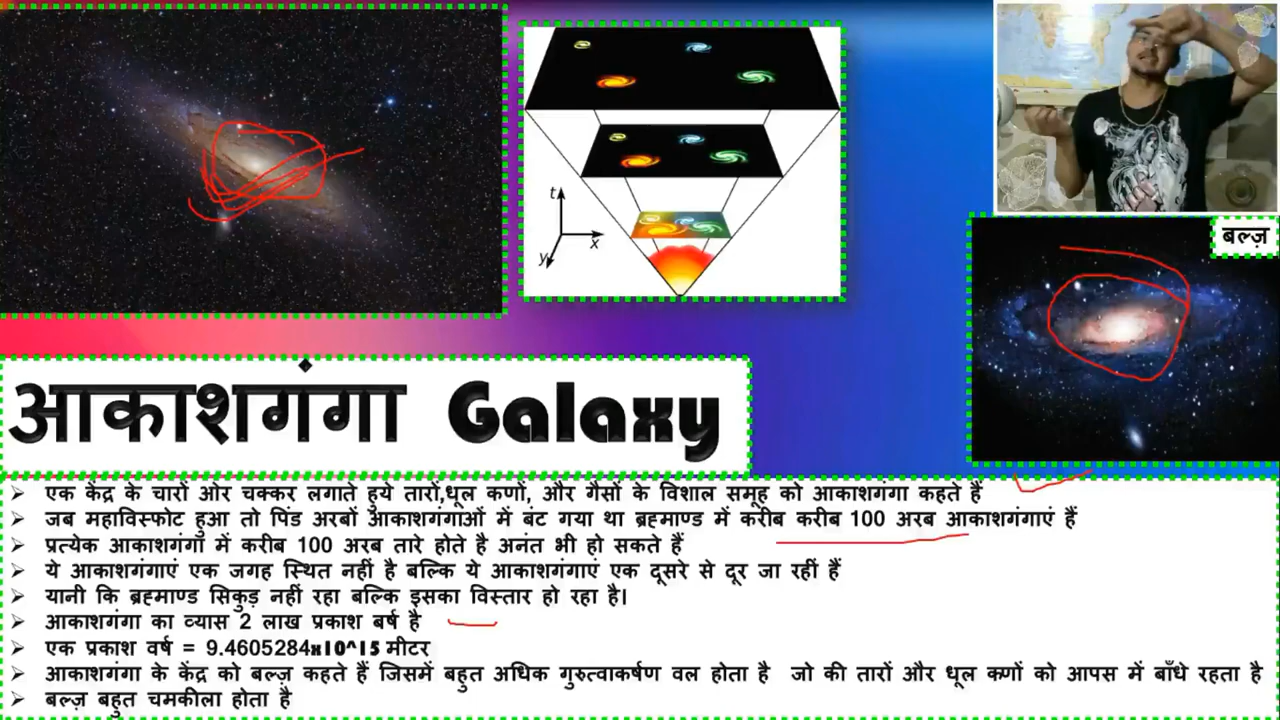 t
x
y
बल्ज़
आकाशगंगा Galaxy
➢ एक केंद्र के चारों ओर चक्कर लगाते हुये तारों,धूल कणों, और गैसों के विशाल समूह को आकाशगंगा कहते हैं
➢ जब महाविस्फोट हुआ तो पिंड अरबों आकाशगंगाओं में बंट गया था ब्रह्माण्ड में करीब करीब 100 अरब आकाशगंगाएं हैं
➢ प्रत्येक आकाशगंगा में करीब 100 अरब तारे होते है अनंत भी हो सकते हैं
➢ ये आकाशगंगाएं एक जगह स्थित नहीं है बल्कि ये आकाशगंगाएं एक दूसरे से दूर जा रहीं हैं
➢ यानी कि ब्रह्माण्ड सिकुड़ नहीं रहा बल्कि इसका विस्तार हो रहा है।
➢ आकाशगंगा का व्यास 2 लाख प्रकाश बर्ष है
➢ एक प्रकाश वर्ष = 9.4605284x10^15 मीटर
➢ आकाशगंगा के केंद्र को बल्ज़ कहते हैं जिसमें बहुत अधिक गुरुत्वाकर्षण वल होता है जो की तारों और धूल कणों को आपस में बाँधे रहता है
➢ बल्ज़ बहुत चमकीला होता है